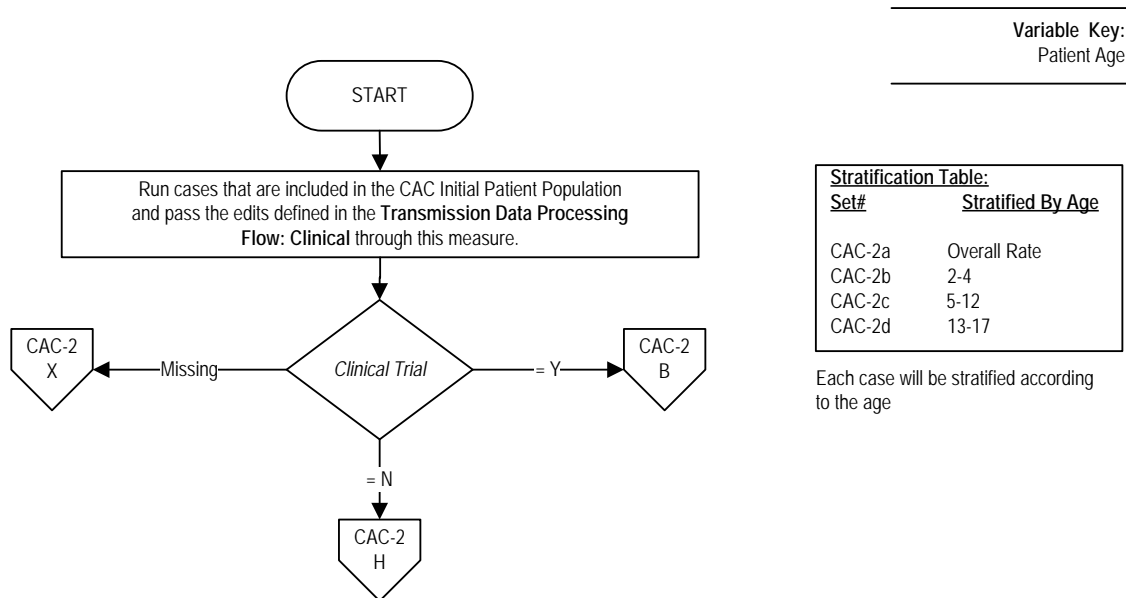 Variable Key:
Patient Age
START
Run cases that are included in the CAC Initial Patient Population
and pass the edits defined in the Transmission Data Processing
Flow: Clinical through this measure.
Stratification Table:
Set# Stratified By Age
CAC-2a Overall Rate
CAC-2b 2-4
CAC-2c 5-12
CAC-2d 13-17
Each case will be stratified according
to the age
CAC-2
X
Missing
Clinical Trial
= Y
CAC-2
B
= N
CAC-2
H